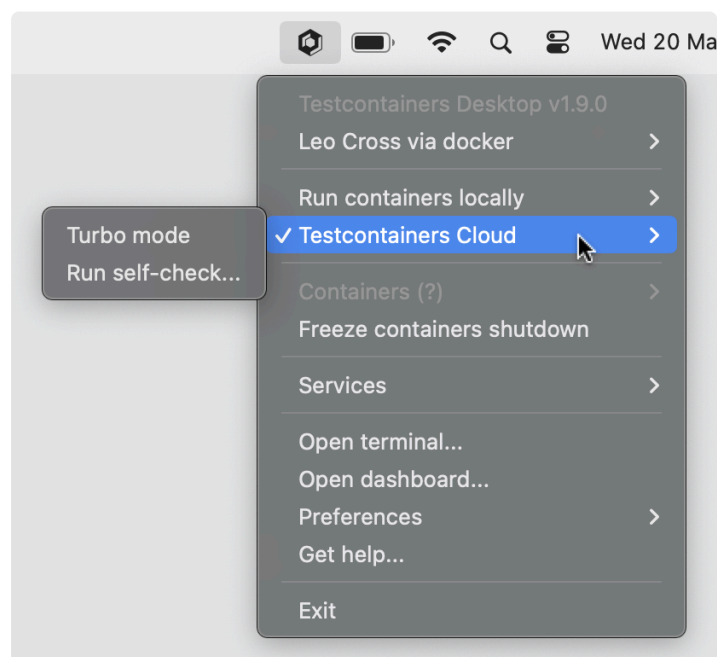 Wed 20 Ma
Testcontainers Desktop v1.9.0
Leo Cross via docker
Run containers locally
Testcontainers Cloud
Turbo mode
Run self-check...
Containers (?)
Freeze containers shutdown
Services
Open terminal...
Open dashboard...
Preferences
Get help...
Exit